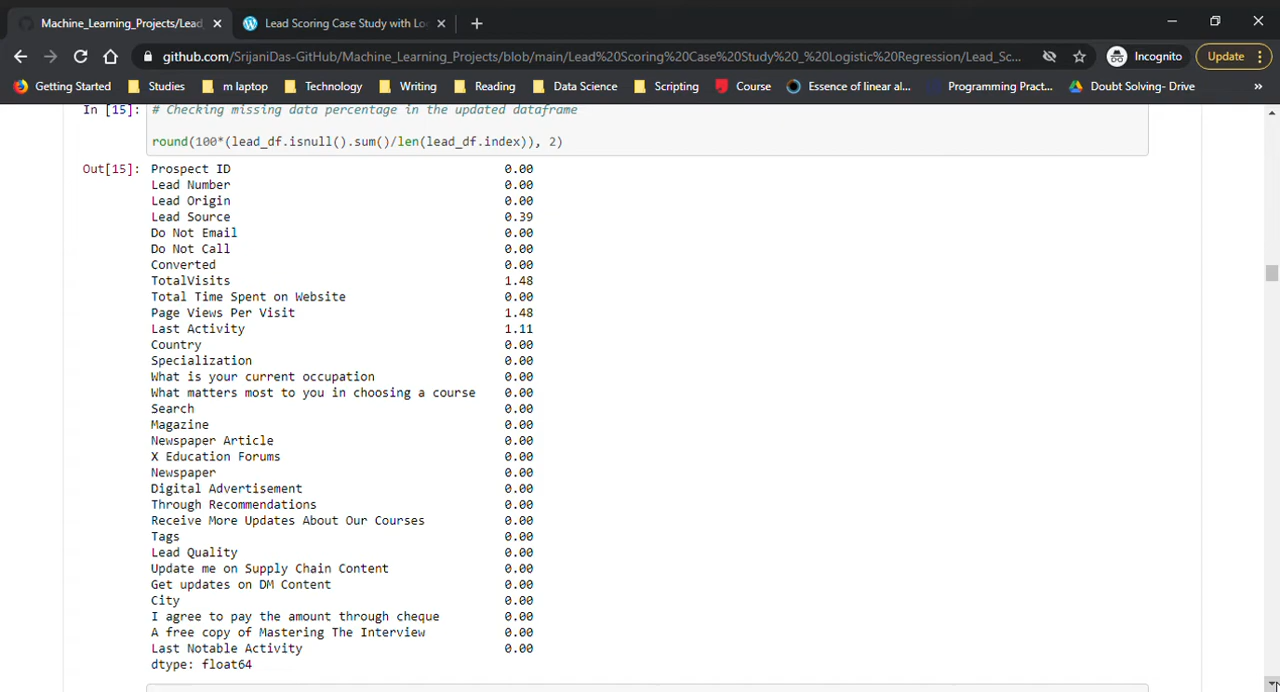 Machine_Learning_Projects/Lead
Lead Scoring Case Study with Lo
github.com/SrijaniDas-GitHub/Machine_Learning_Projects/blob/main/Lead%20Scoring%20Case%20Study%20_%20Logistic%20Regression/Lead_Sc...
Incognito
Update
Getting Started
Studies
m laptop
Technology
Writing
Reading
Data Science
Scripting
Course
Essence of linear al...
Programming Pract...
Doubt Solving- Drive
»
In [15]: # Checking missing data percentage in the updated dataframe
round(100*(lead_df.isnull().sum()/len(lead_df.index)), 2)
Out[15]: Prospect ID 0.00
Lead Number 0.00
Lead Origin 0.00
Lead Source 0.39
Do Not Email 0.00
Do Not Call 0.00
Converted 0.00
TotalVisits 1.48
Total Time Spent on Website 0.00
Page Views Per Visit 1.48
Last Activity 1.11
Country 0.00
Specialization 0.00
What is your current occupation 0.00
What matters most to you in choosing a course 0.00
Search 0.00
Magazine 0.00
Newspaper Article 0.00
X Education Forums 0.00
Newspaper 0.00
Digital Advertisement 0.00
Through Recommendations 0.00
Receive More Updates About Our Courses 0.00
Tags 0.00
Lead Quality 0.00
Update me on Supply Chain Content 0.00
Get updates on DM Content 0.00
City 0.00
I agree to pay the amount through cheque 0.00
A free copy of Mastering The Interview 0.00
Last Notable Activity 0.00
dtype: float64